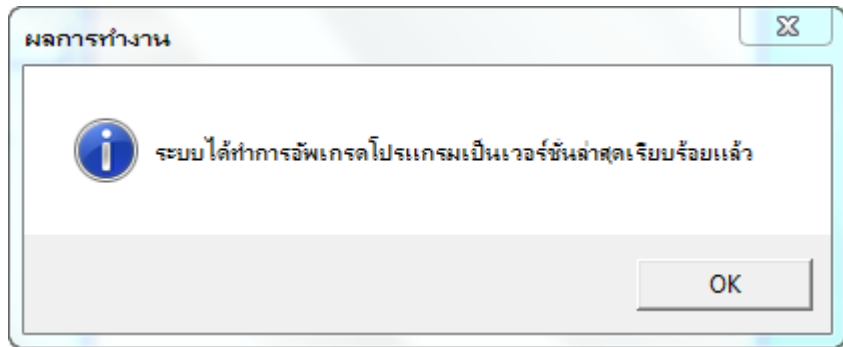 ผลการทำงาน
ระบบได้ทำการอัพเกรดโปรแกรมเป็นเวอร์ชั่นล่าสุดเรียบร้อยแล้ว
OK